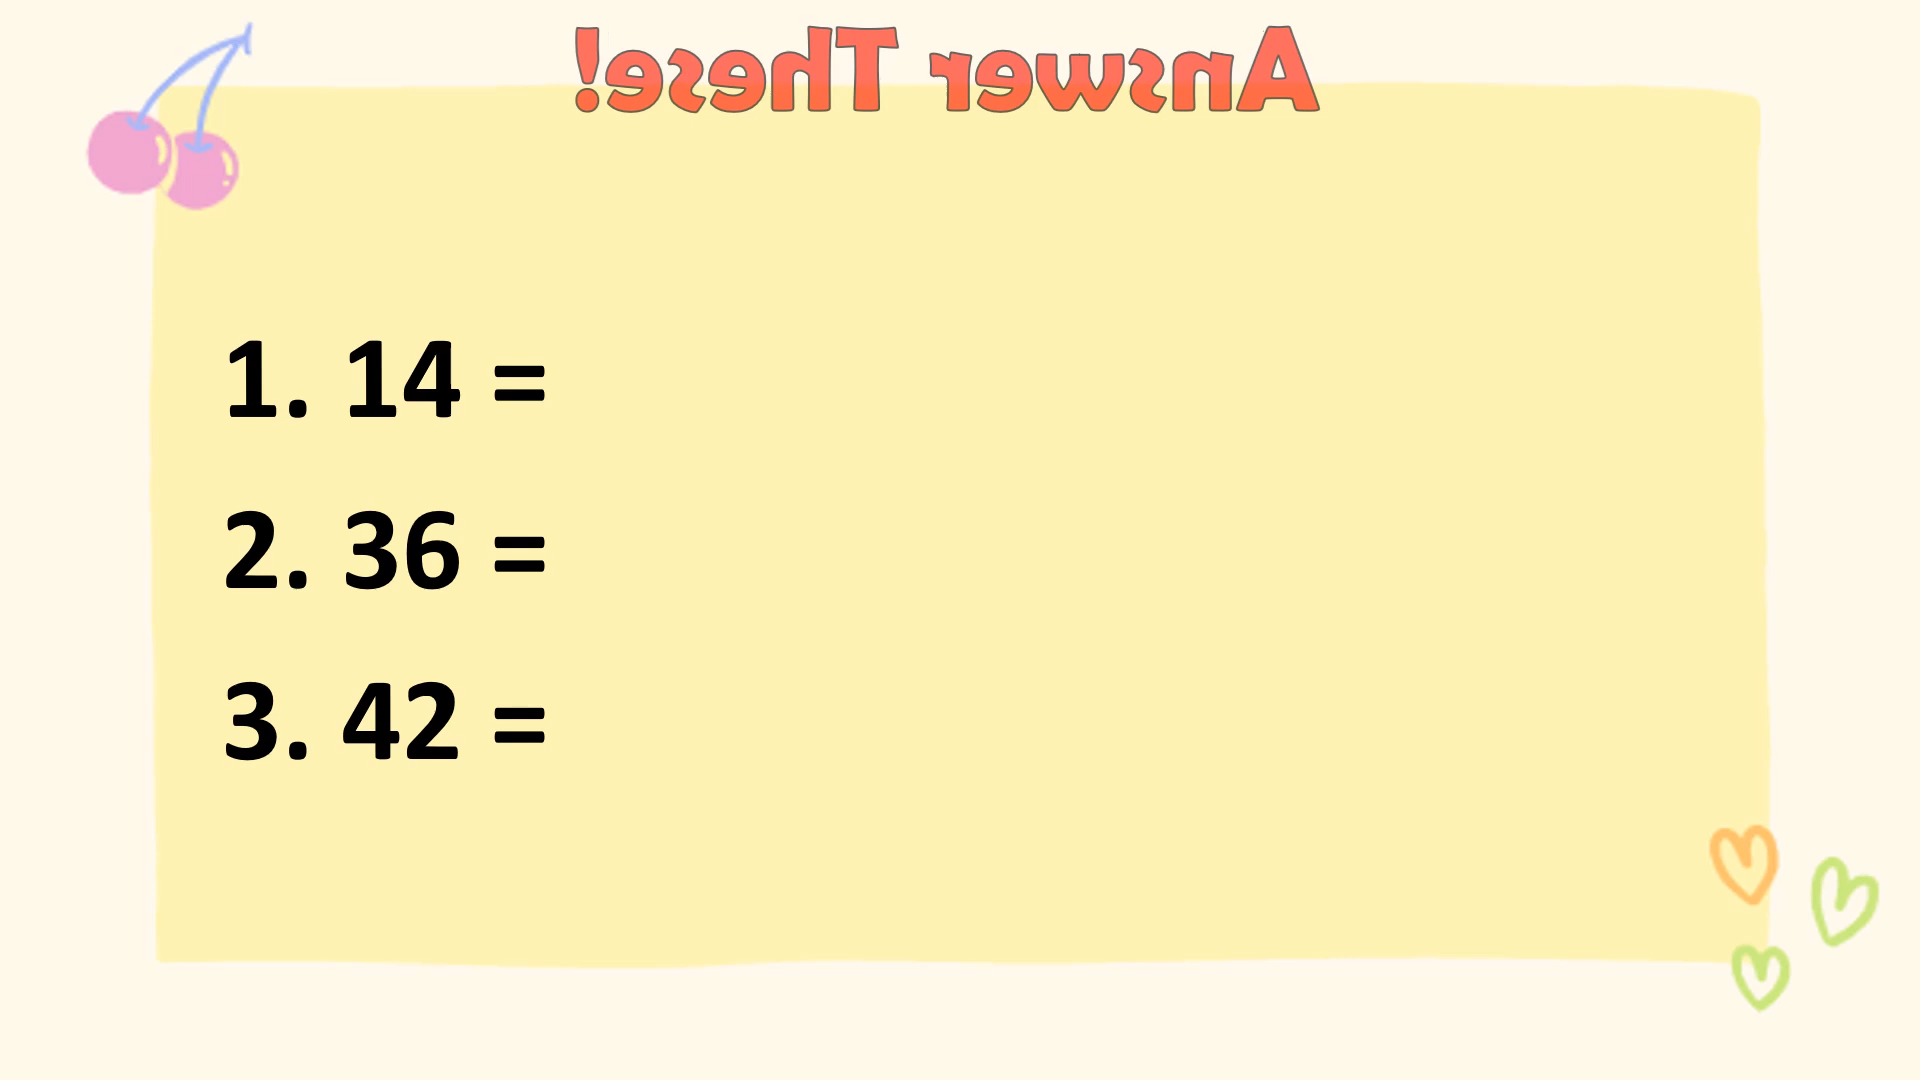 Answer These!
1. 14 =
2. 36 =
3. 42 =